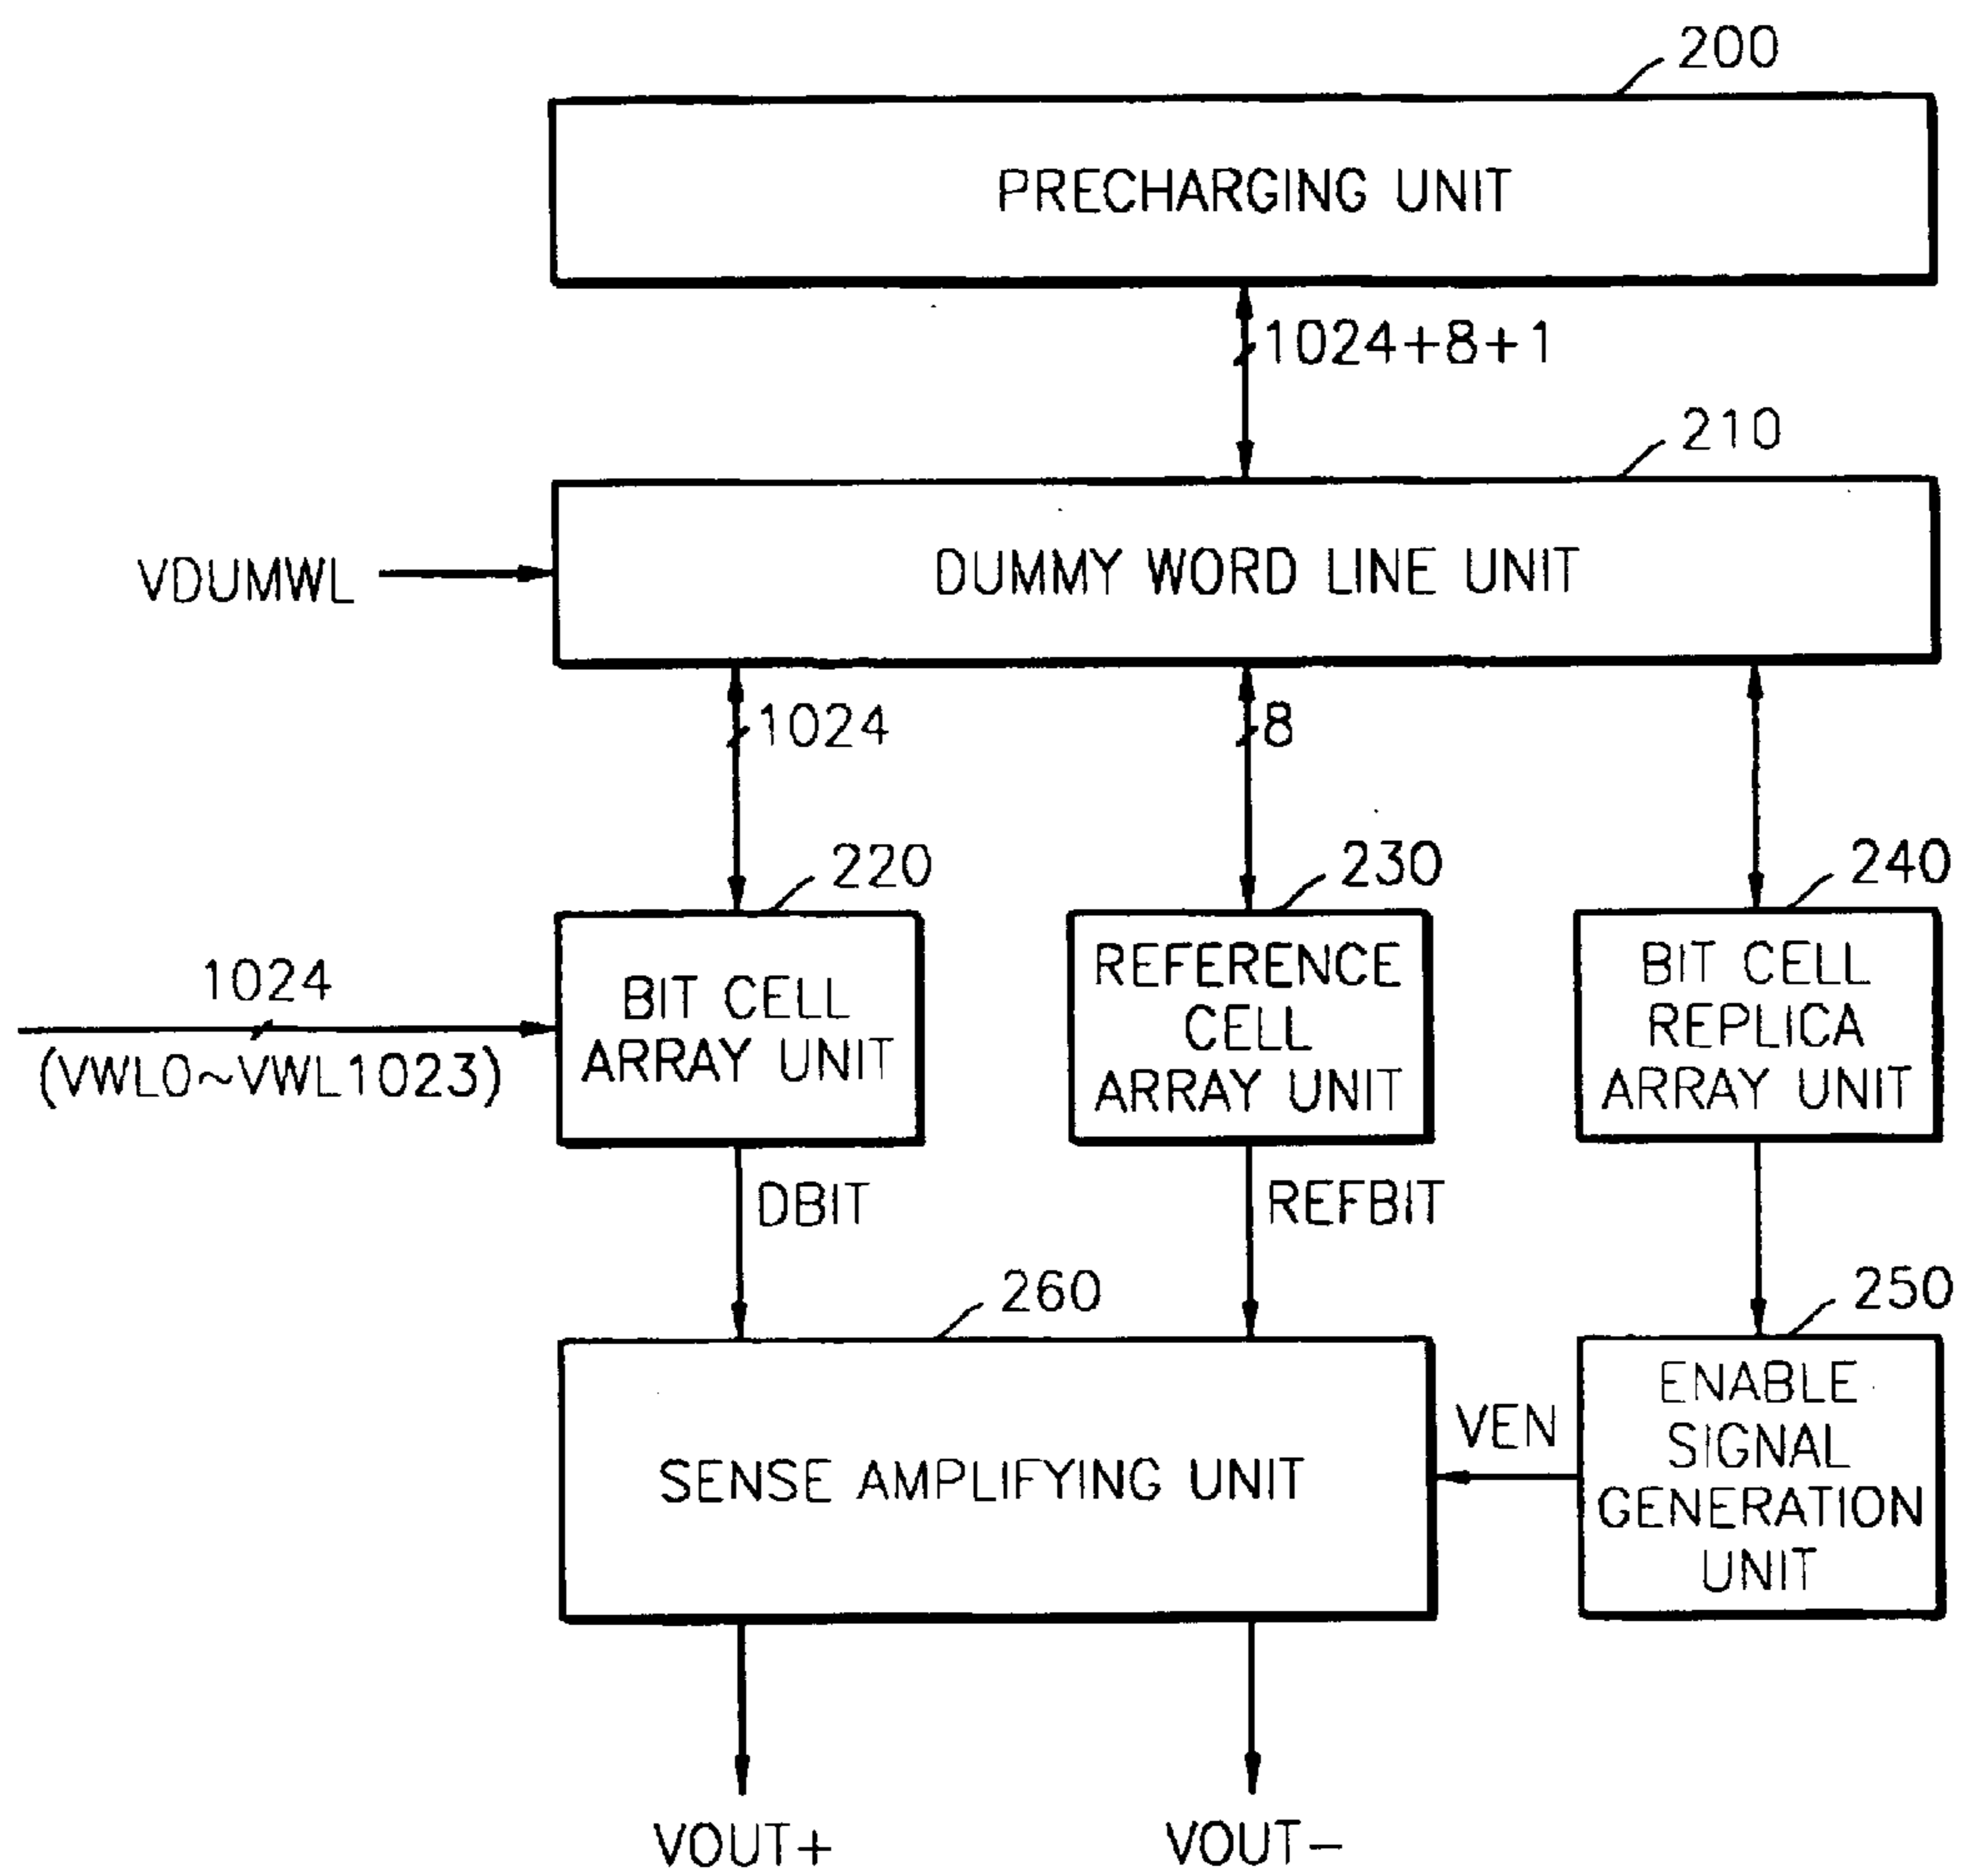 200
PRECHARGING UNIT
1024+8+1
210
VDUMWL
DUMMY WORD LINE UNIT
1024
8
220
230
240
1024
(VWL0~VWL1023)
BIT CELL
ARRAY UNIT
REFERENCE
CELL
ARRAY UNIT
BIT CELL
REPLICA
ARRAY UNIT
DBIT
REFBIT
260
250
SENSE AMPLIFYING UNIT
VEN
ENABLE
SIGNAL
GENERATION
UNIT
VOUT+
VOUT-